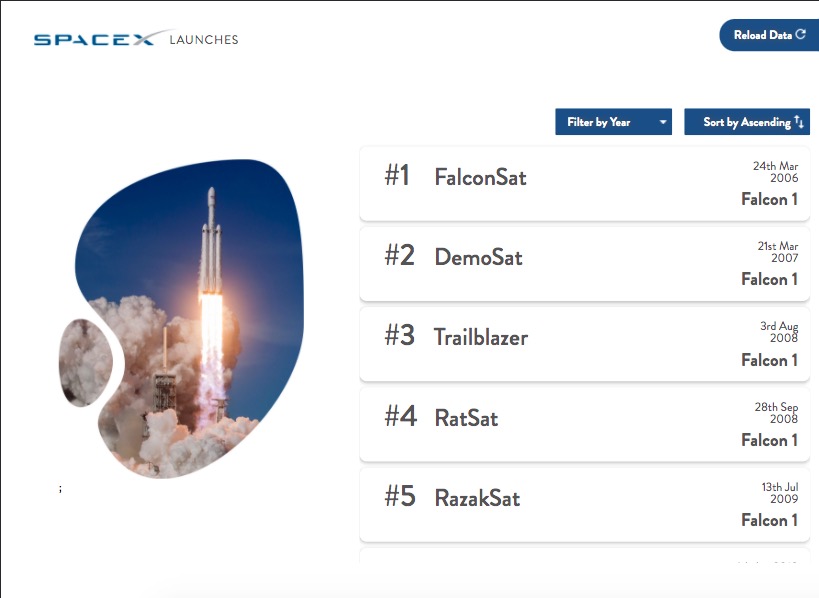 SPACEX LAUNCHES
Reload Data
Filter by Year
Sort by Ascending
#1 FalconSat
24th Mar
2006
Falcon 1
#2 DemoSat
21st Mar
2007
Falcon 1
#3 Trailblazer
3rd Aug
2008
Falcon 1
#4 RatSat
28th Sep
2008
Falcon 1
;
#5 RazakSat
13th Jul
2009
Falcon 1